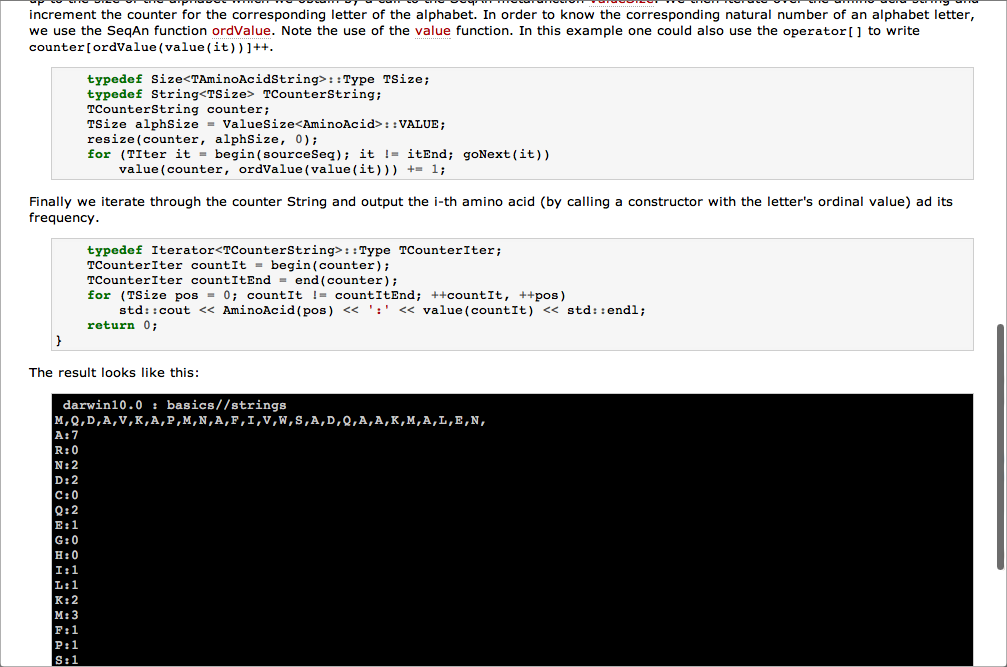 increment the counter for the corresponding letter of the alphabet. In order to know the corresponding natural number of an alphabet letter,
we use the SeqAn function ordValue. Note the use of the value function. In this example one could also use the operator[] to write
counter[ordValue(value(it))]++.
typedef Size<TAminoAcidString>::Type TSize;
typedef String<TSize> TCounterString;
TCounterString counter;
TSize alphSize = ValueSize<AminoAcid>::VALUE;
resize(counter, alphSize, 0);
for (TIter it = begin(sourceSeq); it != itEnd; goNext(it))
value(counter, ordValue(value(it))) += 1;
Finally we iterate through the counter String and output the i-th amino acid (by calling a constructor with the letter's ordinal value) ad its
frequency.
typedef Iterator<TCounterString>::Type TCounterIter;
TCounterIter countIt = begin(counter);
TCounterIter countItEnd = end(counter);
for (TSize pos = 0; countIt != countItEnd; ++countIt, ++pos)
std::cout << AminoAcid(pos) << ':' << value(countIt) << std::endl;
return 0;
}
The result looks like this:
darwin10.0 : basics//strings
M,Q,D,A,V,K,A,P,M,N,A,F,I,V,W,S,A,D,Q,A,A,K,M,A,L,E,N,
A:7
R:0
N:2
D:2
C:0
Q:2
E:1
G:0
H:0
I:1
L:1
K:2
M:3
F:1
P:1
S:1